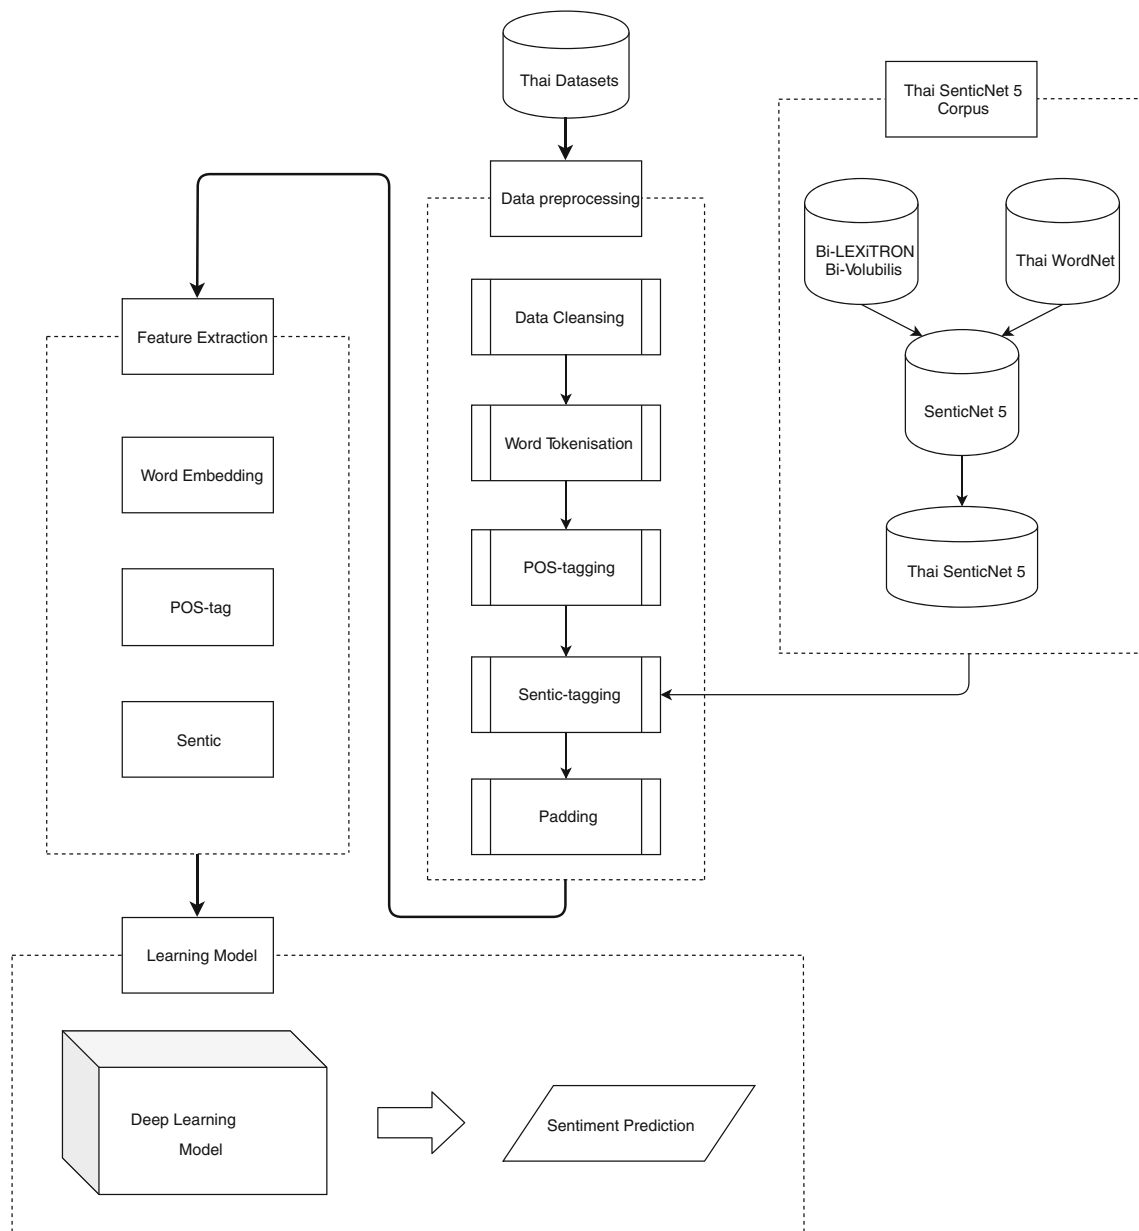 Thai Datasets
Thai SenticNet 5
Corpus
Data preprocessing
Bi-LEXiTRON
Bi-Volubilis
Thai WordNet
Data Cleansing
Feature Extraction
SenticNet 5
Word Tokenisation
Word Embedding
POS-tagging
Thai SenticNet 5
POS-tag
Sentic-tagging
Sentic
Padding
Learning Model
Deep Learning
Model
Sentiment Prediction